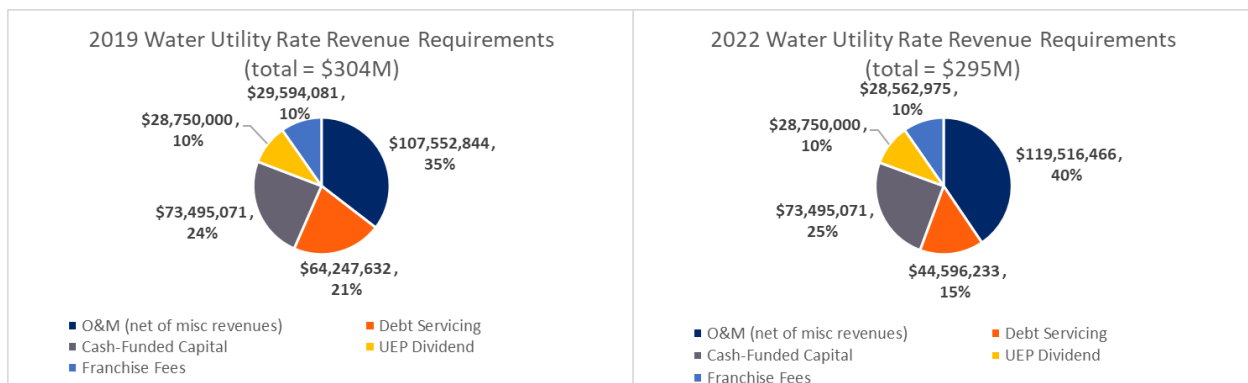 2019 Water Utility Rate Revenue Requirements
(total = $304M)
$29,594,081,
10%
$28,750,000,
10%
$107,552,844,
35%
$73,495,071,
24%
$64,247,632,
21%
O&M (net of misc revenues)
Debt Servicing
Cash-Funded Capital
UEP Dividend
Franchise Fees
2022 Water Utility Rate Revenue Requirements
(total = $295M)
$28,562,975,
10%
$28,750,000,
10%
$119,516,466,
40%
$73,495,071,
25%
$44,596,233,
15%
O&M (net of misc revenues)
Debt Servicing
Cash-Funded Capital
UEP Dividend
Franchise Fees